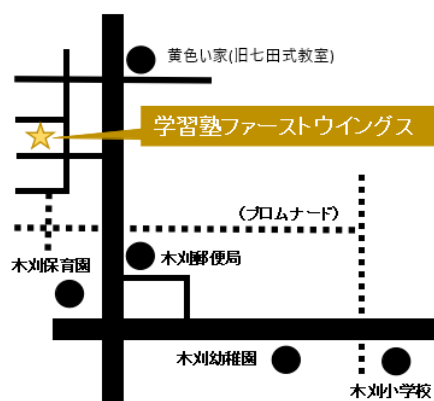 黄色い家(旧七田式教室)
学習塾ファーストウイングス
(プロムナード)
木刈郵便局
木刈保育園
木刈幼稚園
木刈小学校